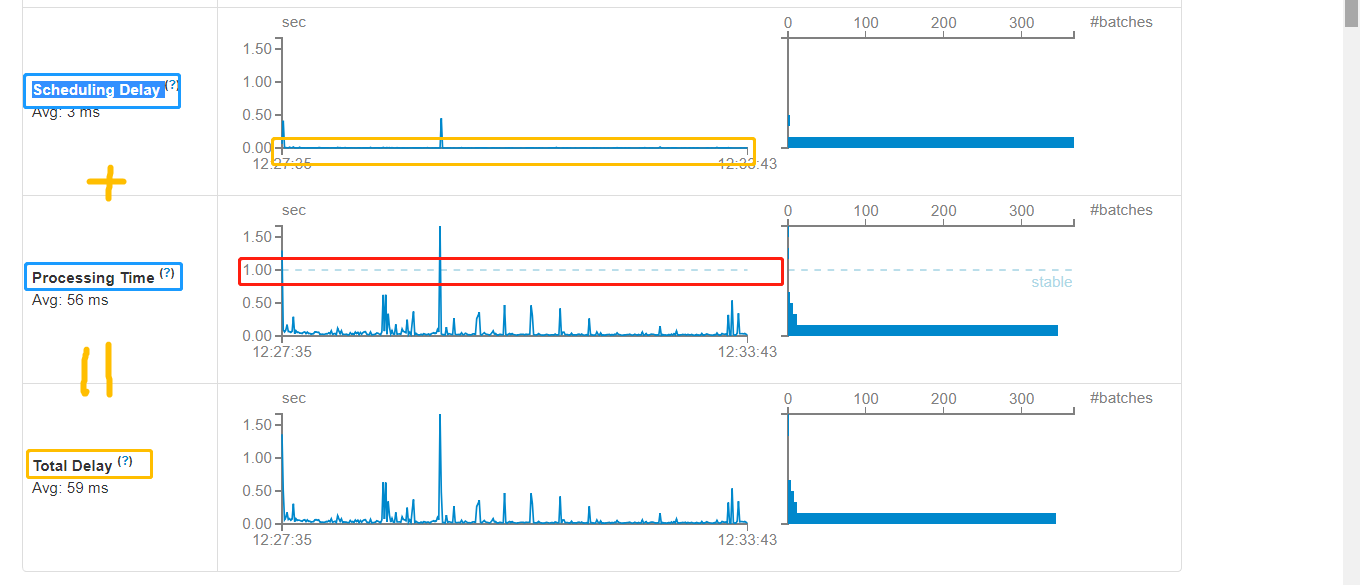 sec
0 100 200 300 #batches
1.50
1.00
Scheduling Delay (?)
Avg: 3 ms
0.50
0.00
12:27:35 12:33:43
+
sec
0 100 200 300 #batches
1.50
Processing Time (?)
1.00
stable
Avg: 56 ms
0.50
0.00
12:27:35 12:33:43
sec
0 100 200 300 #batches
1.50
1.00
Total Delay (?)
Avg: 59 ms
0.50
0.00
12:27:35 12:33:43